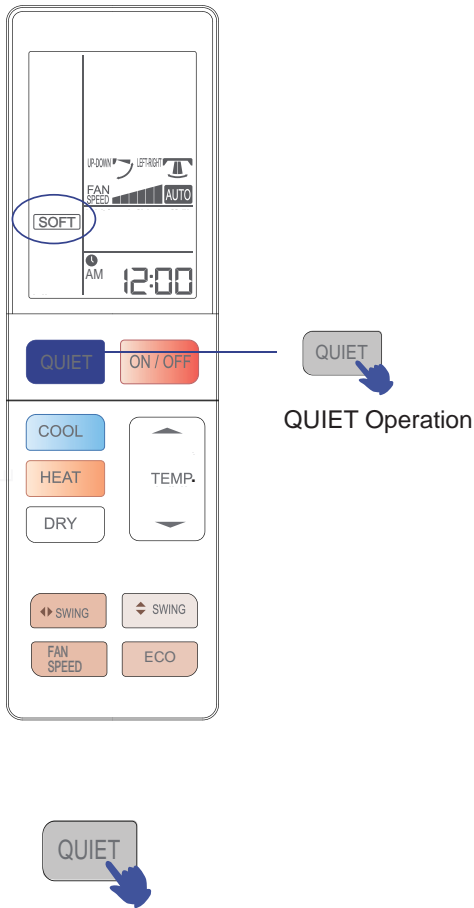 UP-DOWN LEFT-RIGHT
FAN
SPEED AUTO
SOFT
AM 12:00
QUIET ON / OFF QUIET
QUIET Operation
COOL
HEAT TEMP.
DRY
SWING SWING
FAN
SPEED ECO
QUIET